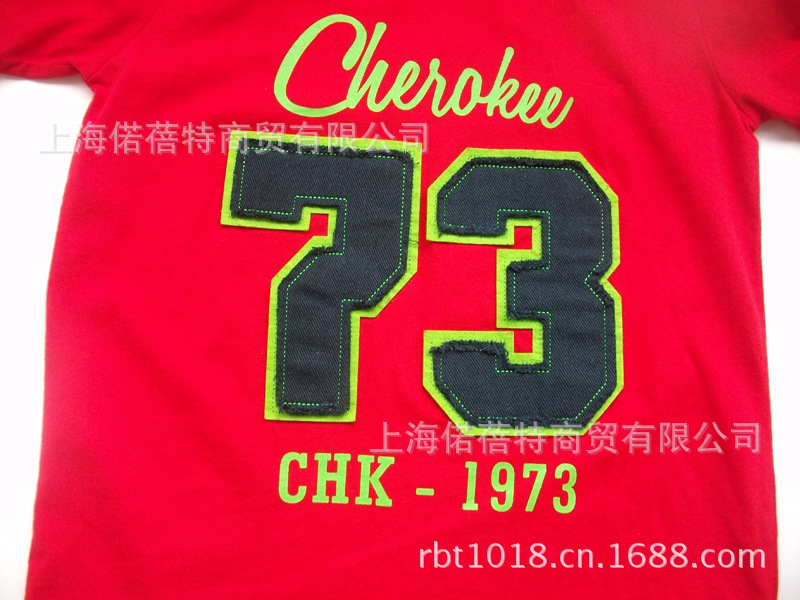 Cherokee
上海偌蓓特商贸有限公司
73
上海偌蓓特商贸有限公司
CHK - 1973
rbt1018.cn.1688.com